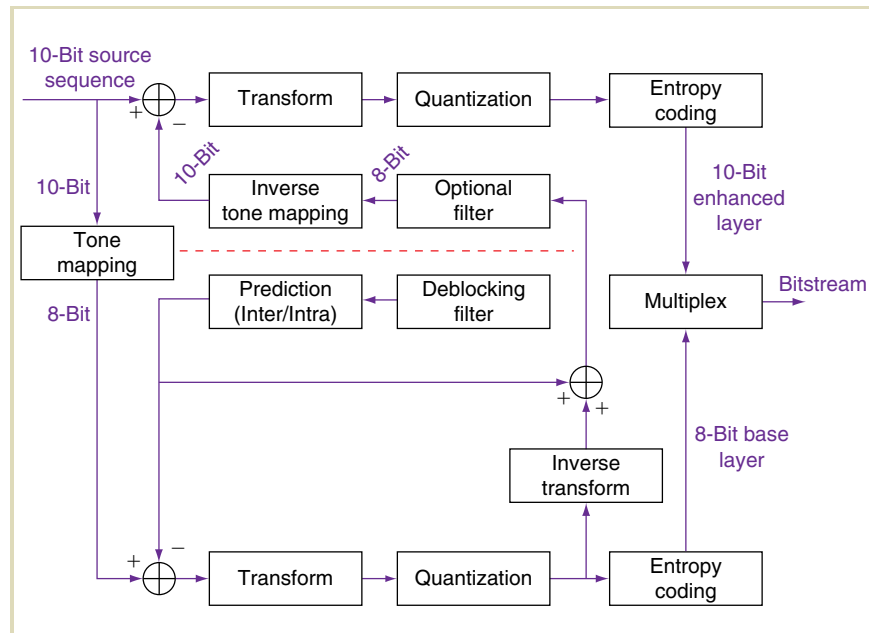 10-Bit source
sequence
Transform
Quantization
Entropy
coding
+
−
10-Bit
8-Bit
10-Bit
Inverse
tone mapping
Optional
filter
10-Bit
enhanced
layer
Tone
mapping
Prediction
(Inter/Intra)
Deblocking
filter
Multiplex
Bitstream
8-Bit
+
+
8-Bit base
layer
Inverse
transform
+
−
Transform
Quantization
Entropy
coding